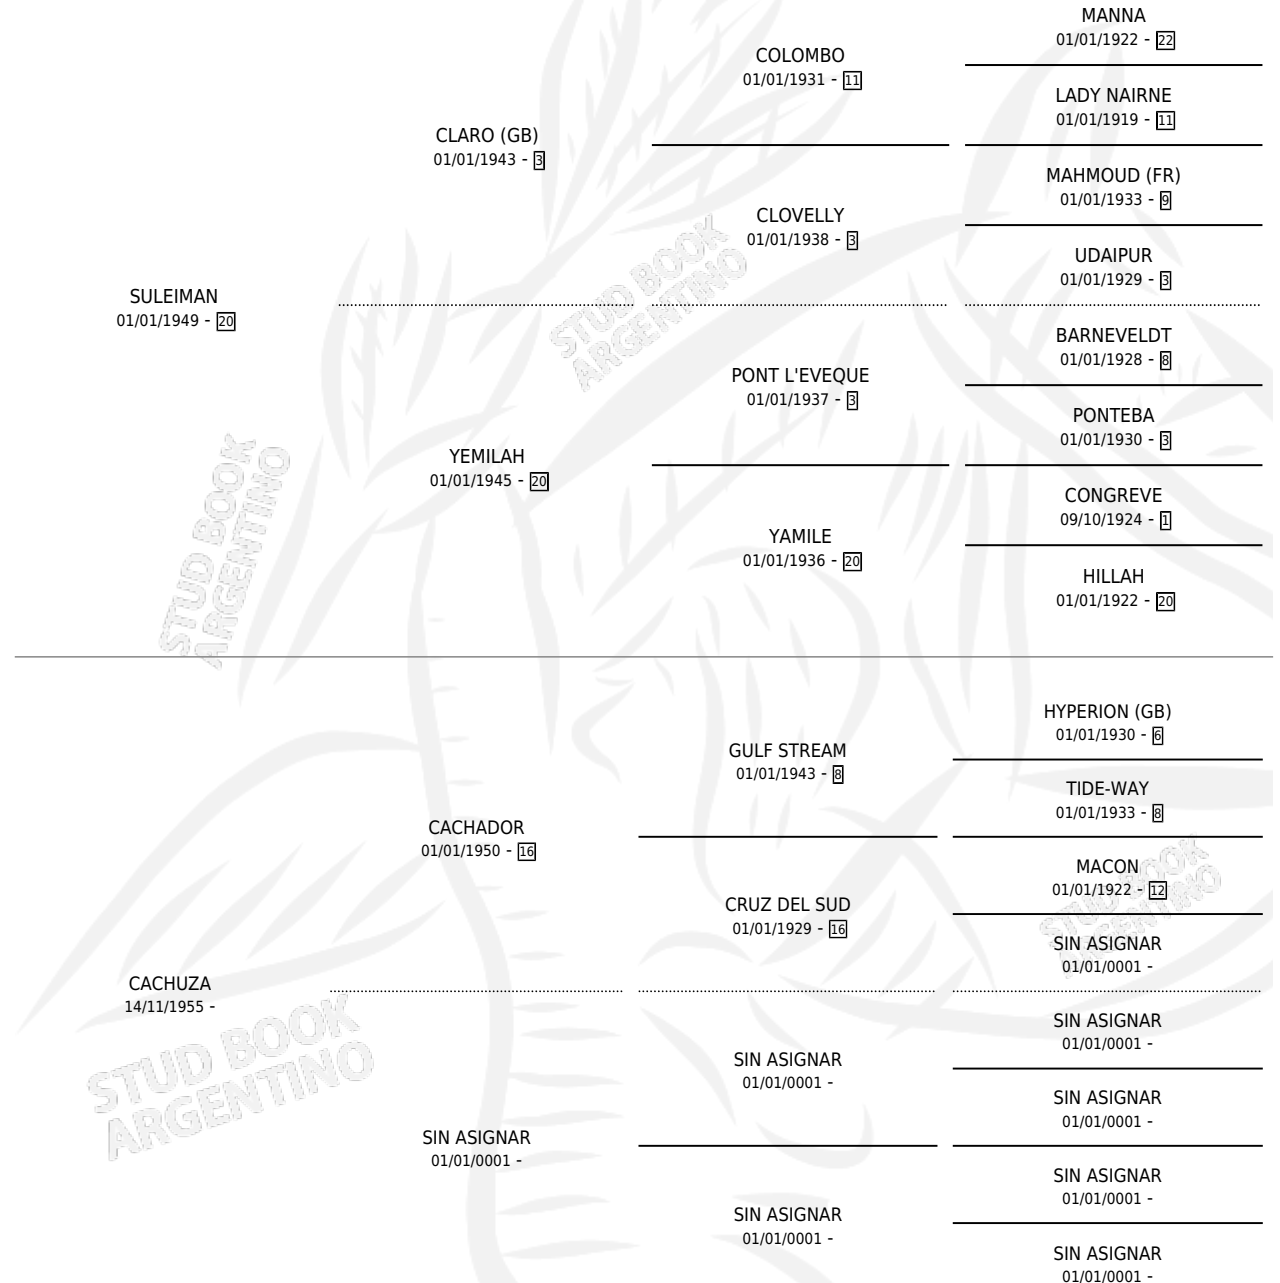 MANNA
01/01/1922 - 22
COLOMBO
01/01/1931 - 11
LADY NAIRNE
01/01/1919 - 11
CLARO (GB)
01/01/1943 - 3
MAHMOUD (FR)
01/01/1933 - 9
CLOVELLY
01/01/1938 - 3
UDAIPUR
01/01/1929 - 3
SULEIMAN
01/01/1949 - 20
STUD BOOK
ARGENTINO
BARNEVELDT
01/01/1928 - 8
PONT L'EVEQUE
01/01/1937 - 3
PONTEBA
01/01/1930 - 3
YEMILAH
01/01/1945 - 20
CONGREVE
09/10/1924 - 1
YAMILE
01/01/1936 - 20
HILLAH
01/01/1922 - 20
STUD BOOK
ARGENTINO
HYPERION (GB)
01/01/1930 - 6
GULF STREAM
01/01/1943 - 8
TIDE-WAY
01/01/1933 - 8
CACHADOR
01/01/1950 - 16
MACON
01/01/1922 - 12
CRUZ DEL SUD
01/01/1929 - 16
STUD BOOK
ARGENTINO
SIN ASIGNAR
01/01/0001 -
CACHUZA
14/11/1955 -
SIN ASIGNAR
01/01/0001 -
SIN ASIGNAR
01/01/0001 -
SIN ASIGNAR
01/01/0001 -
STUD BOOK
ARGENTINO
SIN ASIGNAR
01/01/0001 -
SIN ASIGNAR
01/01/0001 -
SIN ASIGNAR
01/01/0001 -
SIN ASIGNAR
01/01/0001 -